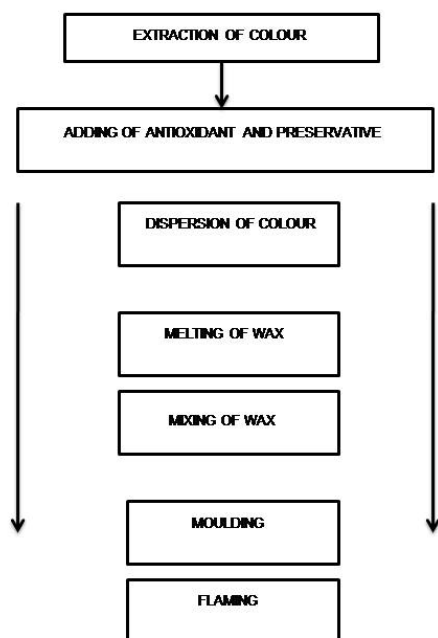 EXTRACTION OF COLOUR
ADDING OF ANTIOXIDANT AND PRESERVATIVE
DISPERSION OF COLOUR
MELTING OF WAX
MIXING OF WAX
MOULDING
FLAMING